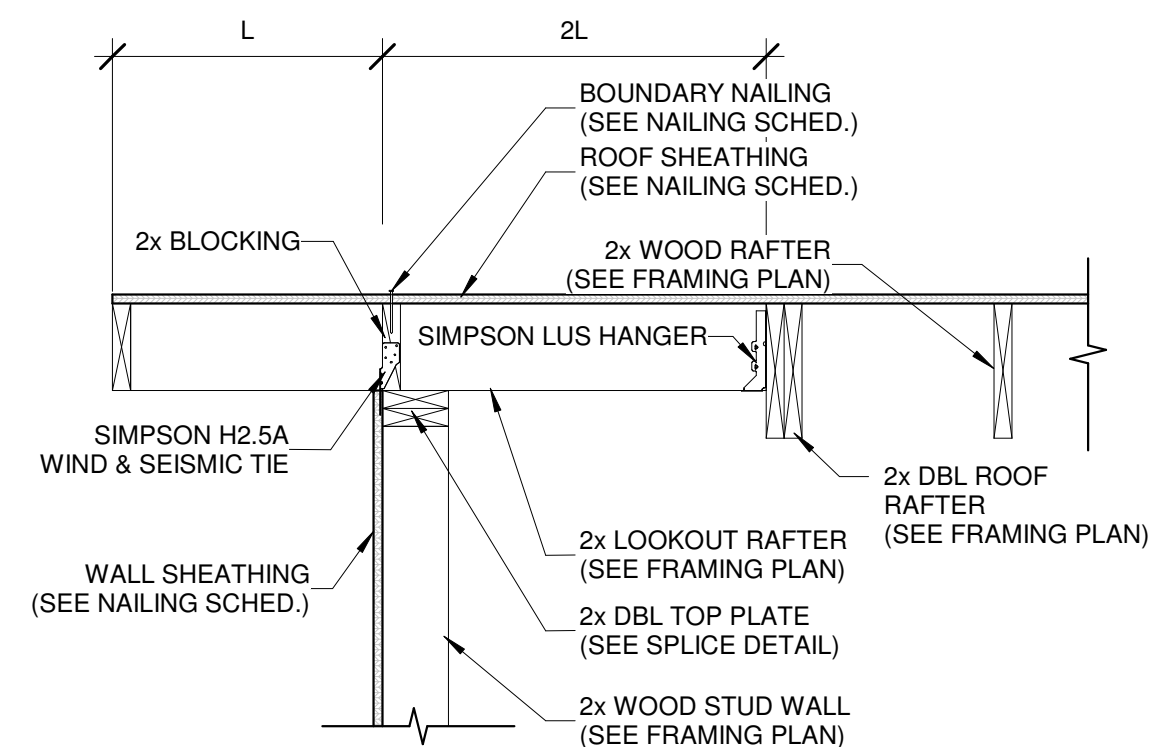 L
2L
BOUNDARY NAILING
(SEE NAILING SCHED.)
ROOF SHEATHING
(SEE NAILING SCHED.)
2x BLOCKING
2x WOOD RAFTER
(SEE FRAMING PLAN)
SIMPSON LUS HANGER
SIMPSON H2.5A
WIND & SEISMIC TIE
2x DBL ROOF
RAFTER
(SEE FRAMING PLAN)
2x LOOKOUT RAFTER
(SEE FRAMING PLAN)
WALL SHEATHING
(SEE NAILING SCHED.)
2x DBL TOP PLATE
(SEE SPLICE DETAIL)
2x WOOD STUD WALL
(SEE FRAMING PLAN)